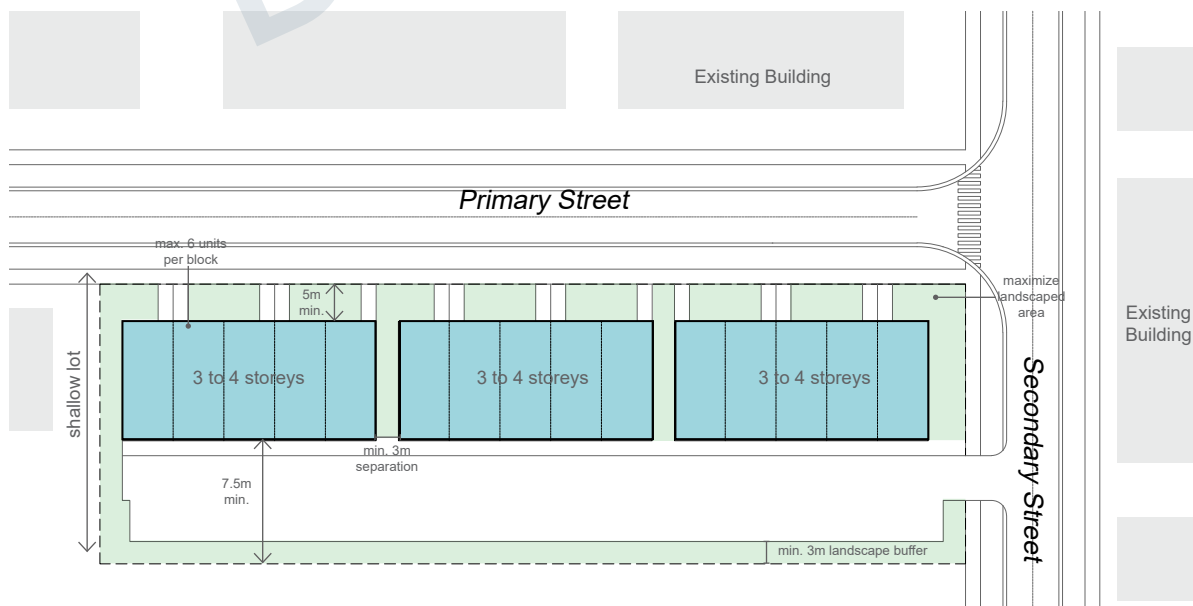 Existing Building
Primary Street
max. 6 units
per block
5m
min.
maximize
landscaped
area
Existing
Building
shallow lot
3 to 4 storeys
3 to 4 storeys
3 to 4 storeys
Secondary Street
min. 3m
separation
7.5m
min.
min. 3m landscape buffer